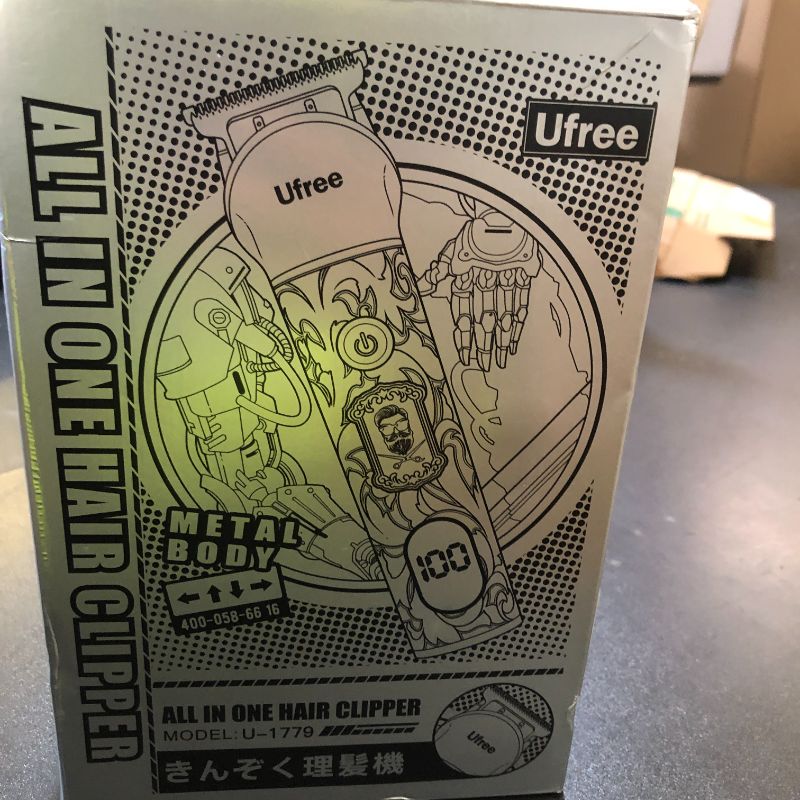 ALL IN ONE HAIR CLIPPER
Ufree
Ufree
100
METAL
BODY
400-058-66 16
ALL IN ONE HAIR CLIPPER
MODEL: U-1779
きんぞく理髪機
Ufree